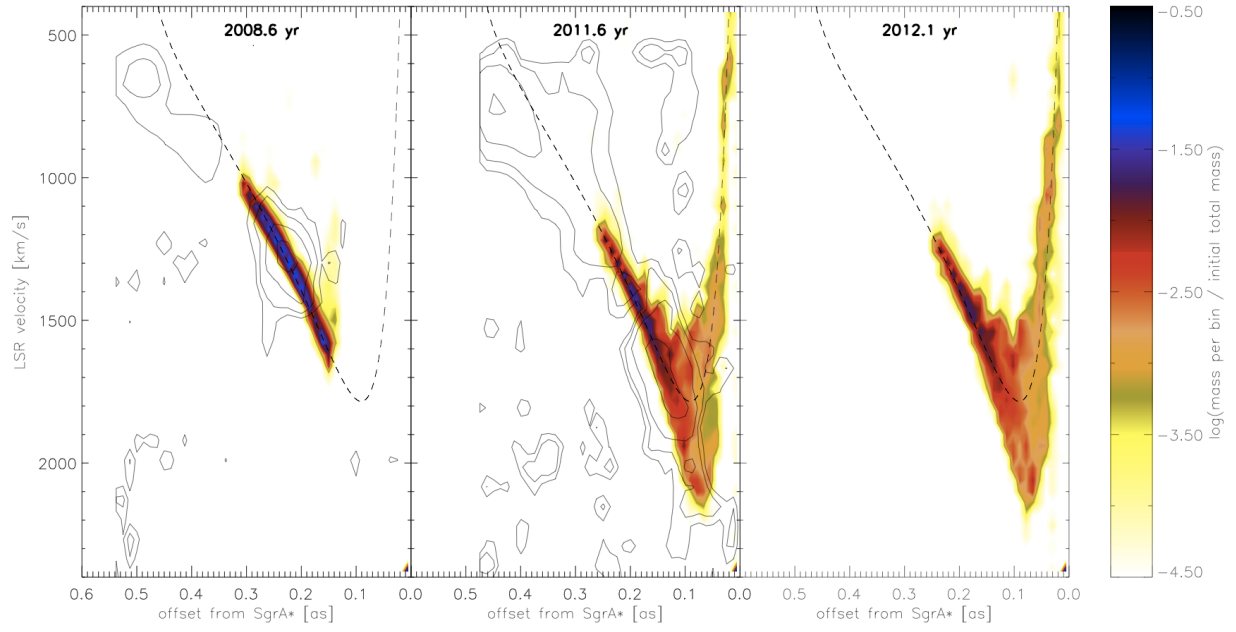 2008.6 yr
2011.6 yr
2012.1 yr
500
1000
1500
2000
LSR velocity [km/s]
0.6 0.5 0.4 0.3 0.2 0.1 0.0
0.5 0.4 0.3 0.2 0.1 0.0
0.5 0.4 0.3 0.2 0.1 0.0
offset from SgrA* [as]
offset from SgrA* [as]
offset from SgrA* [as]
-0.50
-1.50
-2.50
-3.50
-4.50
log(mass per bin / initial total mass)